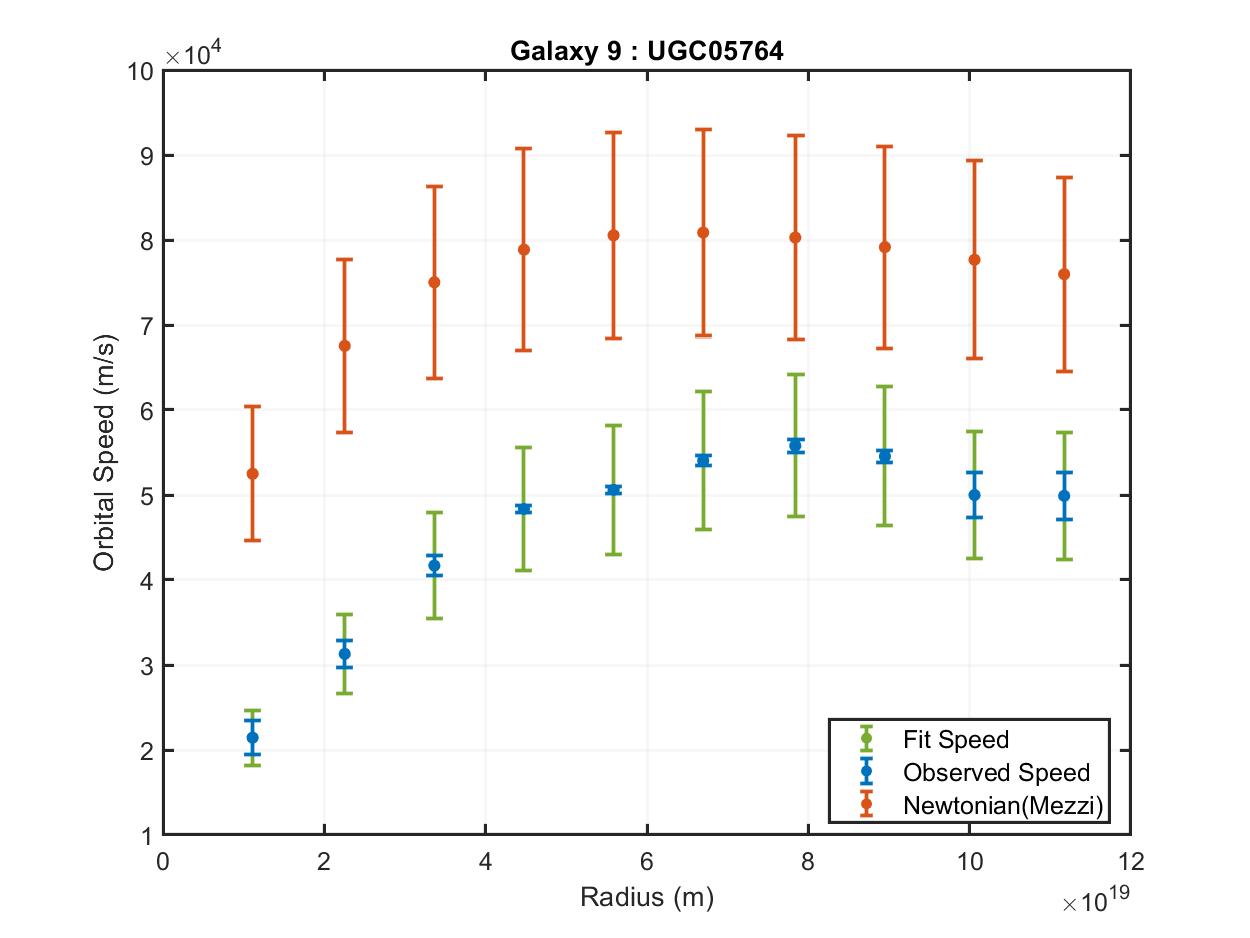 Galaxy 9 : UGC05764
×10^4
10
9
8
7
6
5
4
3
2
1
Orbital Speed (m/s)
Fit Speed
Observed Speed
Newtonian(Mezzi)
0 2 4 6 8 10 12
Radius (m)
×10^19